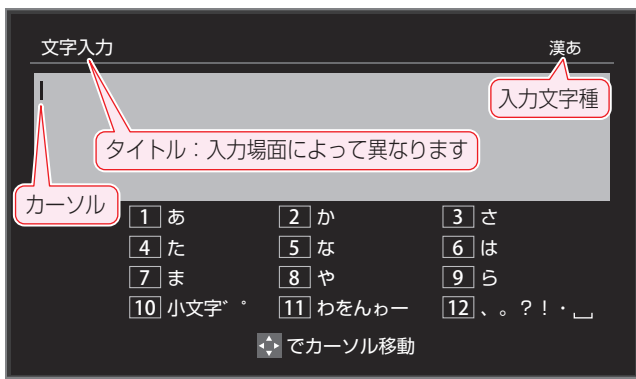 文字入力 漢あ
入力文字種
タイトル：入力場面によって異なります
カーソル
1 あ 2 か 3 さ
4 た 5 な 6 は
7 ま 8 や 9 ら
10 小文字゛゜ 11 わをんゎー 12 、。？！・␣
でカーソル移動